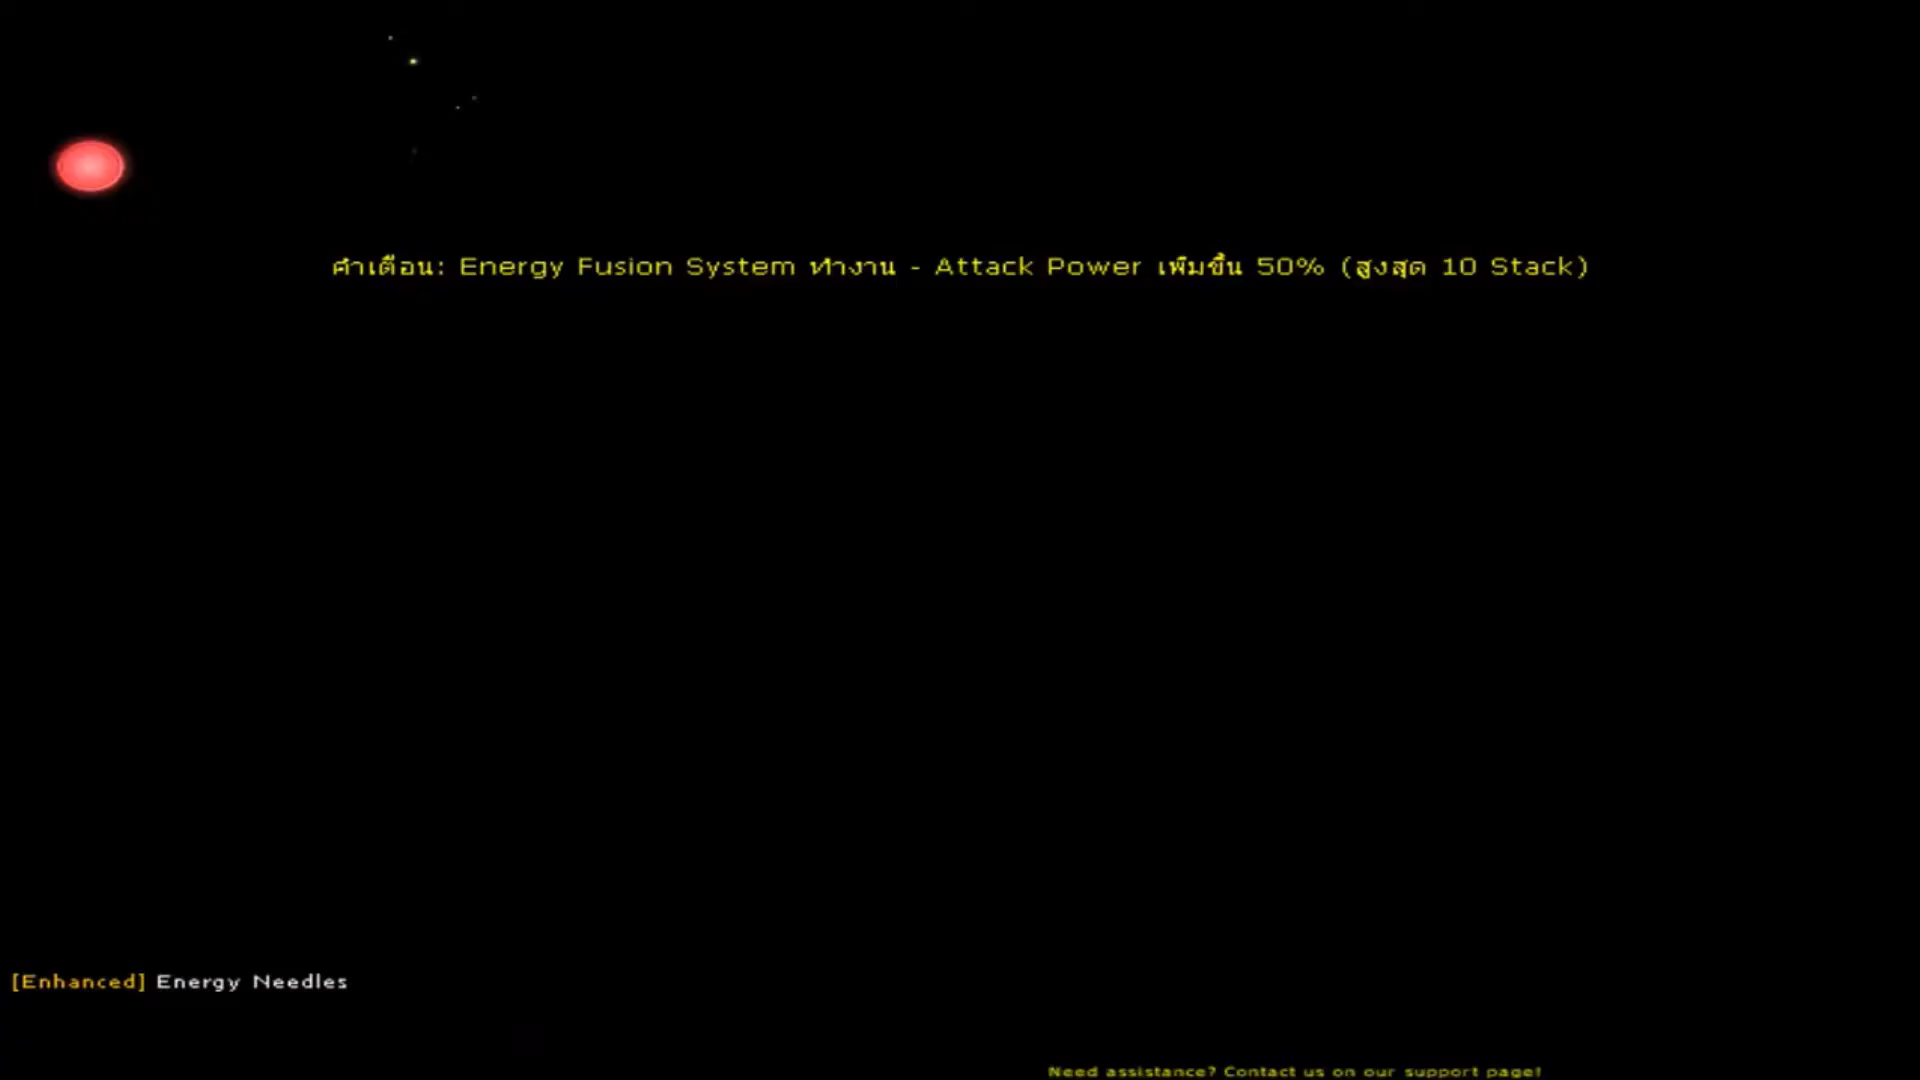 คำเตือน: Energy Fusion System ทำงาน - Attack Power เพิ่มขึ้น 50% (สูงสุด 10 Stack)
[Enhanced] Energy Needles
Need assistance? Contact us on our support page!